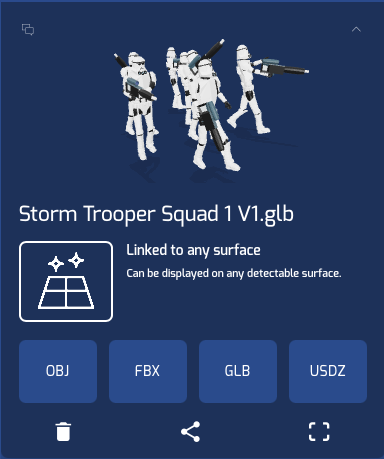 Storm Trooper Squad 1 V1.glb
Linked to any surface
Can be displayed on any detectable surface.
OBJ FBX GLB USDZ